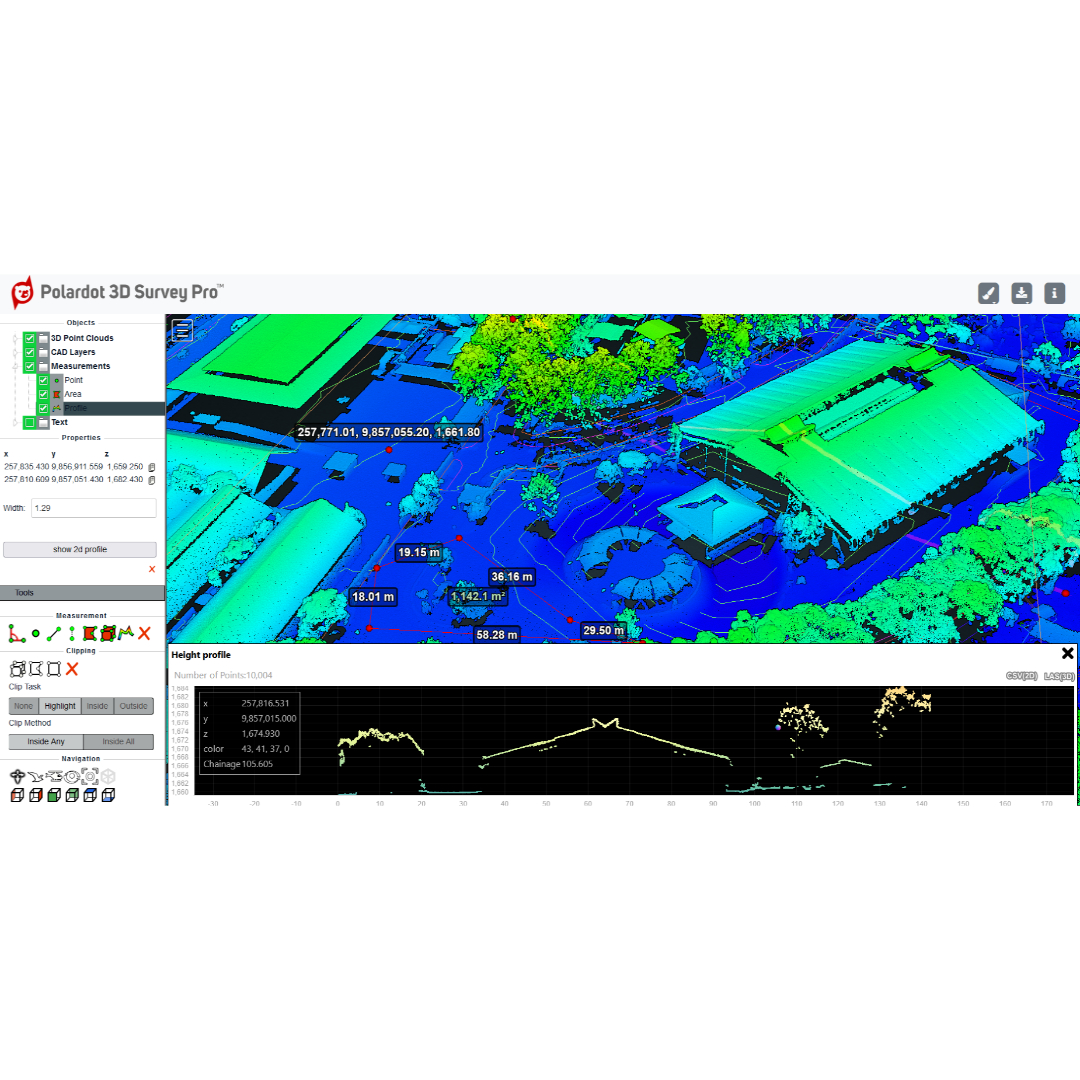 Polardot 3D Survey Pro™
Objects
3D Point Clouds
CAD Layers
Measurements
Point
Area
Profile
Text
Properties
x y z
257,835.430 9,856,911.559 1,659.250
257,810.609 9,857,051.430 1,682.430
Width: 1.29
show 2d profile
x
Tools
Measurement
Clipping
Clip Task
None Highlight Inside Outside
Clip Method
Inside Any Inside All
Navigation
257,771.01, 9,857,055.20, 1,661.80
19.15 m
36.16 m
18.01 m
1,142.1 m²
29.50 m
58.28 m
Height profile
Number of Points:10,004
CSV(2D) LAS(3D)
x 257,816.531
y 9,857,015.000
z 1,674.930
color 43, 41, 37, 0
Chainage 105.605
1,684
1,682
1,680
1,678
1,676
1,674
1,672
1,670
1,668
1,666
1,664
1,662
1,660
-30 -20 -10 0 10 20 30 40 50 60 70 80 90 100 110 120 130 140 150 160 170